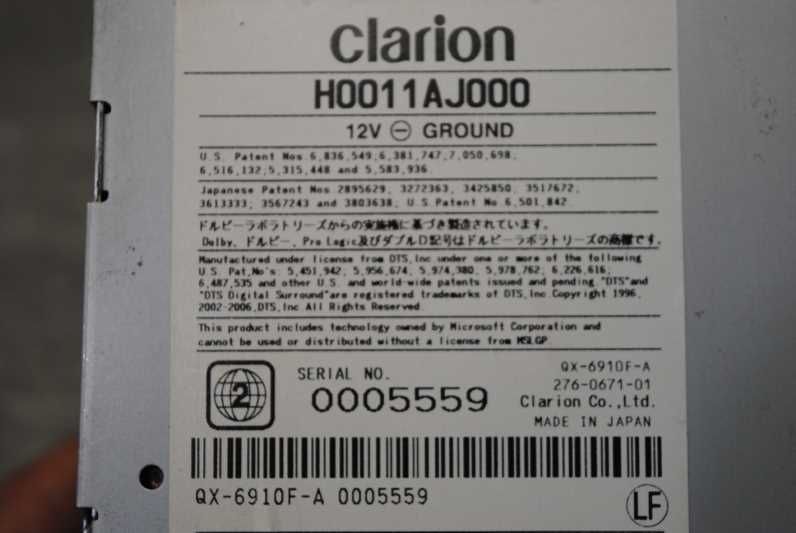 clarion
H0011AJ000
12V ⊖ GROUND
U.S. Patent Nos 6,836,549;6,381,747;7,050,698;
6,516,132;5,315,448 and 5,583,936.
Japanese Patent Nos 2895629, 3272363, 3425850, 3517672,
3613333, 3567243 and 3803638, U.S Patent No 6,501,842
ドルビーラボラトリーズからの実施権に基づき製造されています。
Dolby、ドルビー、Pro Logic及びダブルD記号はドルビーラボラトリーズの商標です。
Manufactured under license from DTS,Inc under one or more of the following
U.S. Pat,No's: 5,451,942; 5,956,674; 5,974,380; 5,978,762; 6,226,616;
6,487,535 and other U.S. and world-wide patents issued and pending."DTS"and
"DTS Digital Surround"are registered trademarks of DTS,Inc Copyright 1996,
2002-2006,DTS,Inc All Rights Reserved
This product includes technology owned by Microsoft Corporation and
cannot be used or distributed without a license from MSLGP
2
SERIAL NO.
0005559
QX-6910F-A
276-0671-01
Clarion Co.,Ltd.
MADE IN JAPAN
QX-6910F-A 0005559
LF